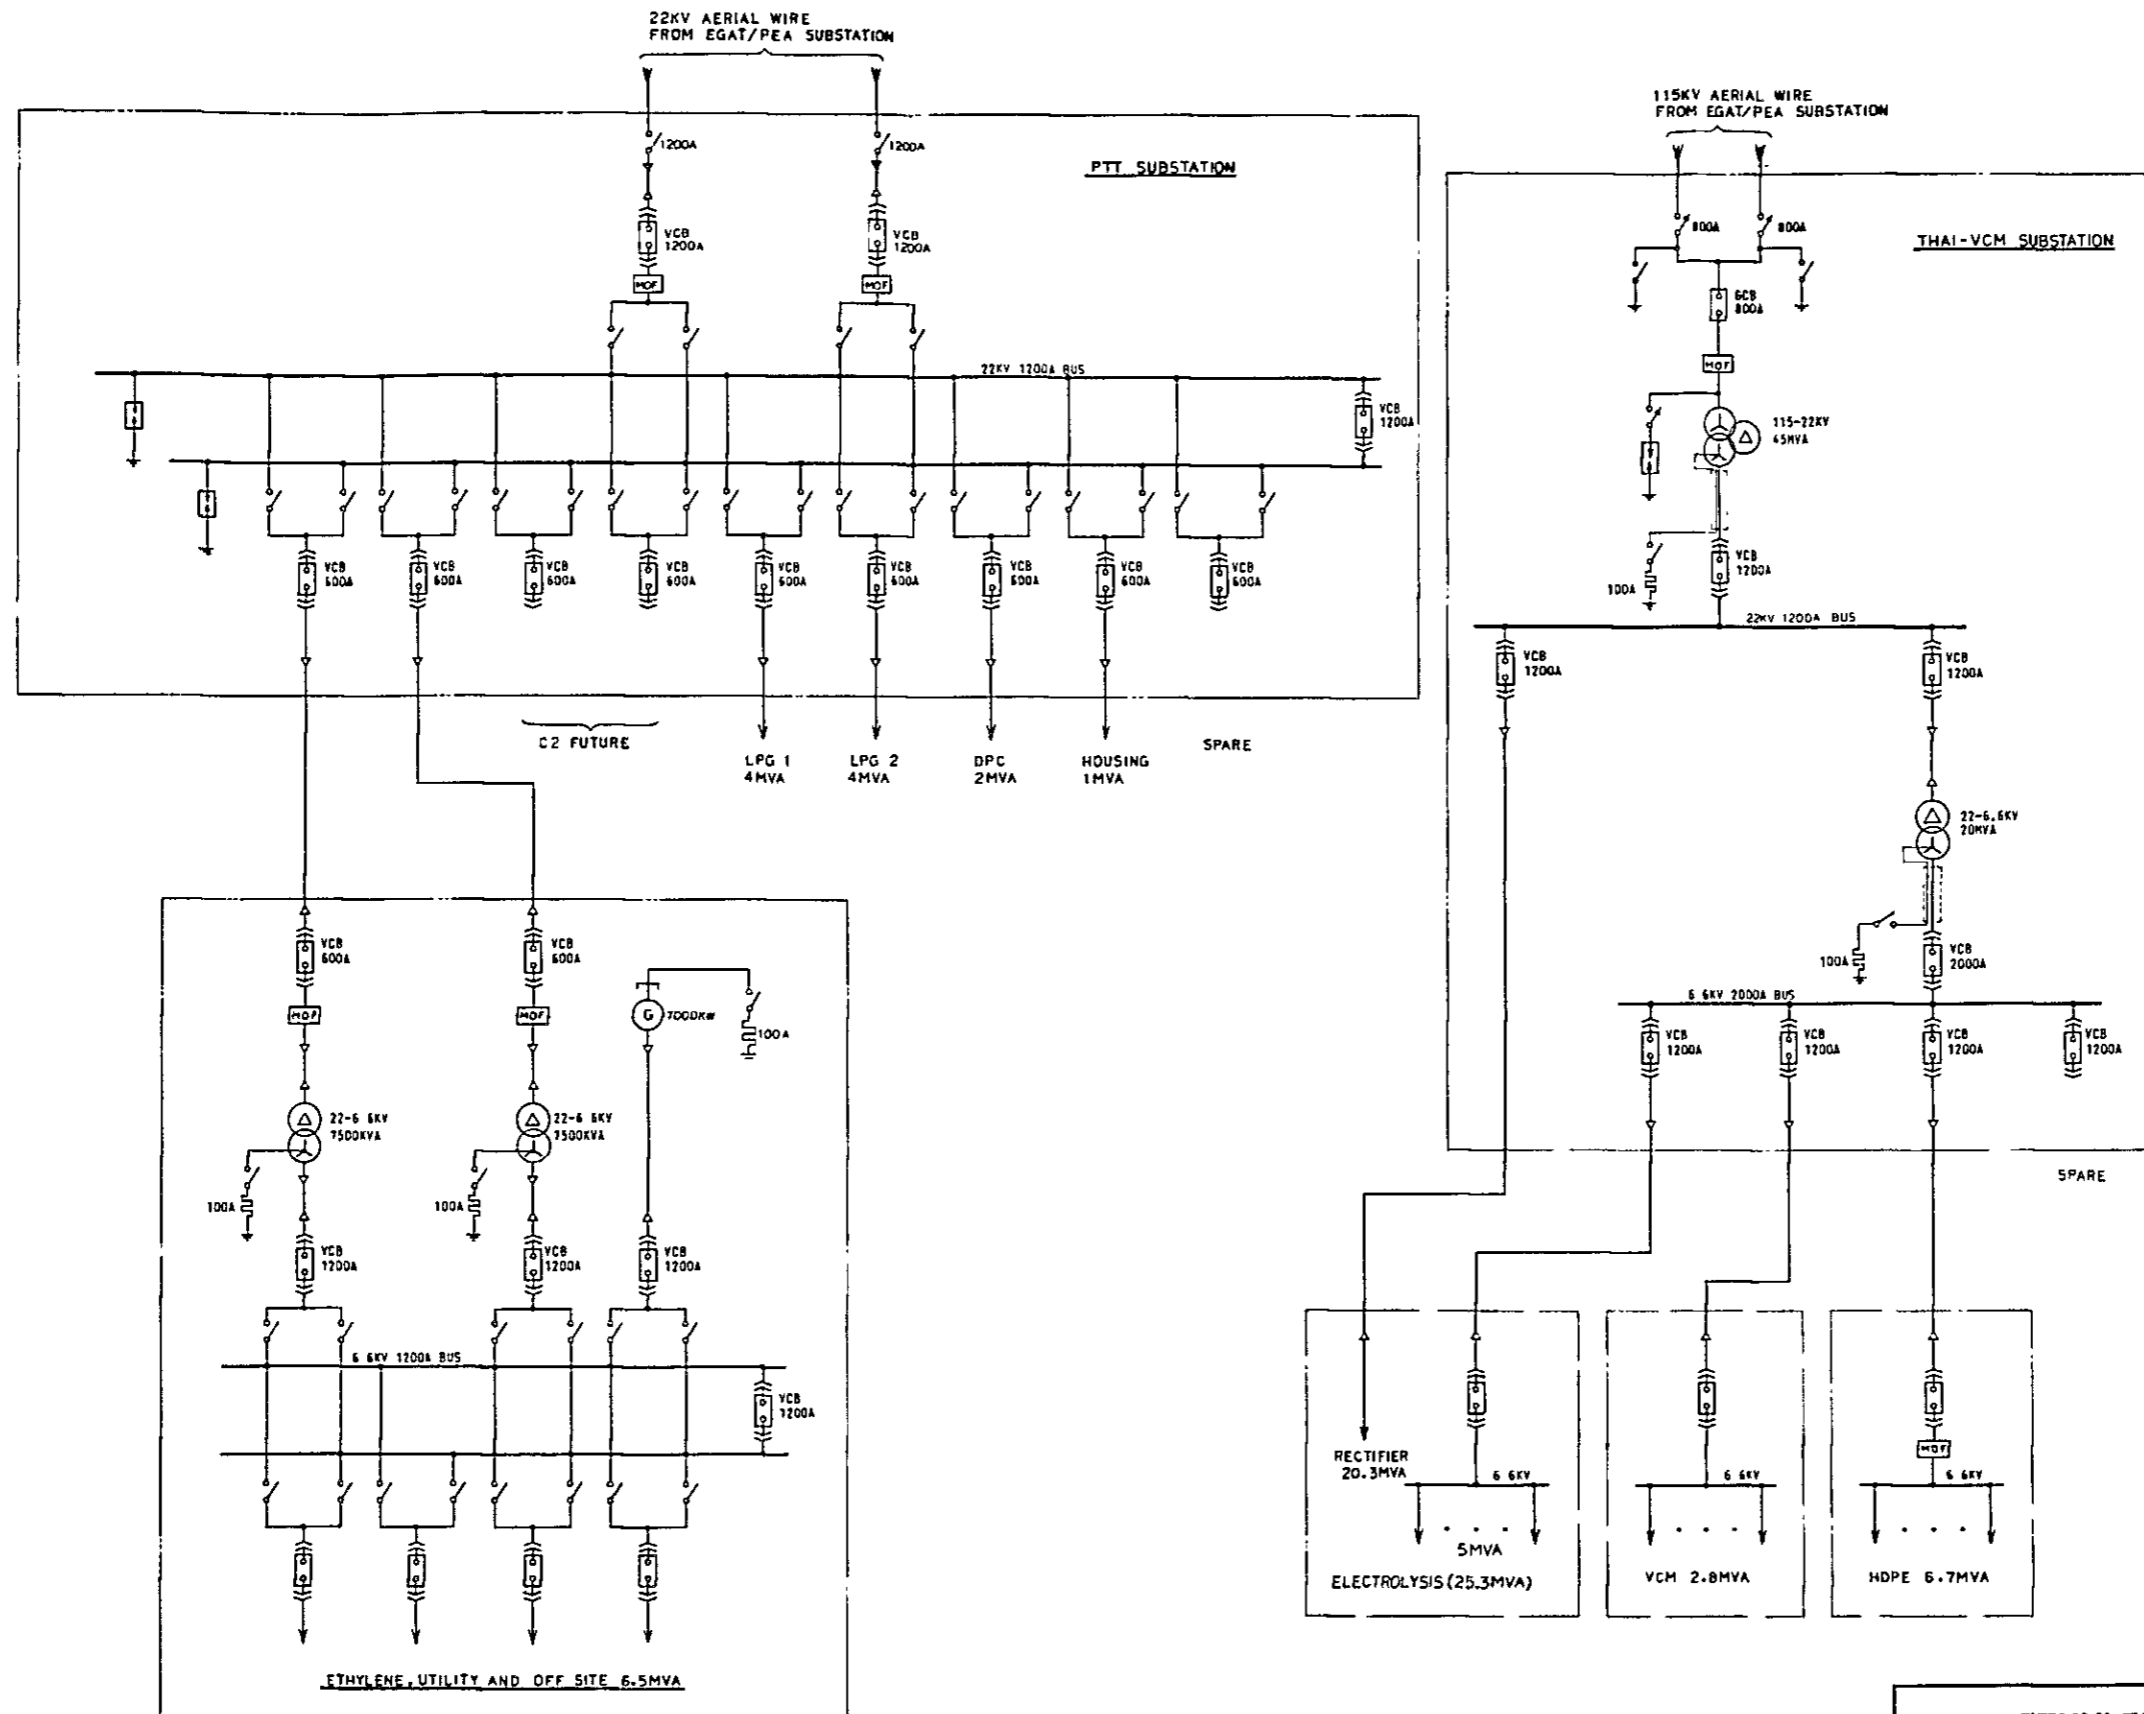 22KV AERIAL WIRE
FROM EGAT/PEA SUBSTATION
115KV AERIAL WIRE
FROM EGAT/PEA SUBSTATION
1200A
1200A
PTT SUBSTATION
VCB
1200A
VCB
1200A
MOF
MOF
22KV 1200A BUS
VCB
1200A
VCB
600A
VCB
600A
VCB
600A
VCB
600A
VCB
600A
VCB
600A
VCB
600A
VCB
600A
VCB
600A
C2 FUTURE
LPG 1
4MVA
LPG 2
4MVA
DPC
2MVA
HOUSING
1MVA
SPARE
800A
800A
THAI-VCM SUBSTATION
GCB
800A
MOF
115-22KV
45MVA
VCB
1200A
100A
22KV 1200A BUS
VCB
1200A
VCB
1200A
22-6.6KV
20MVA
100A
VCB
2000A
6 6KV 2000A BUS
VCB
1200A
VCB
1200A
VCB
1200A
VCB
1200A
SPARE
VCB
600A
VCB
600A
MOF
MOF
G
7000KW
100A
22-6 6KV
7500KVA
22-6 6KV
7500KVA
100A
100A
VCB
1200A
VCB
1200A
VCB
1200A
6 6KV 1200A BUS
VCB
1200A
ETHYLENE, UTILITY AND OFF SITE 6.5MVA
RECTIFIER
20.3MVA
6 6KV
5MVA
ELECTROLYSIS(25.3MVA)
6 6KV
VCM 2.8MVA
MOF
6 6KV
HDPE 6.7MVA